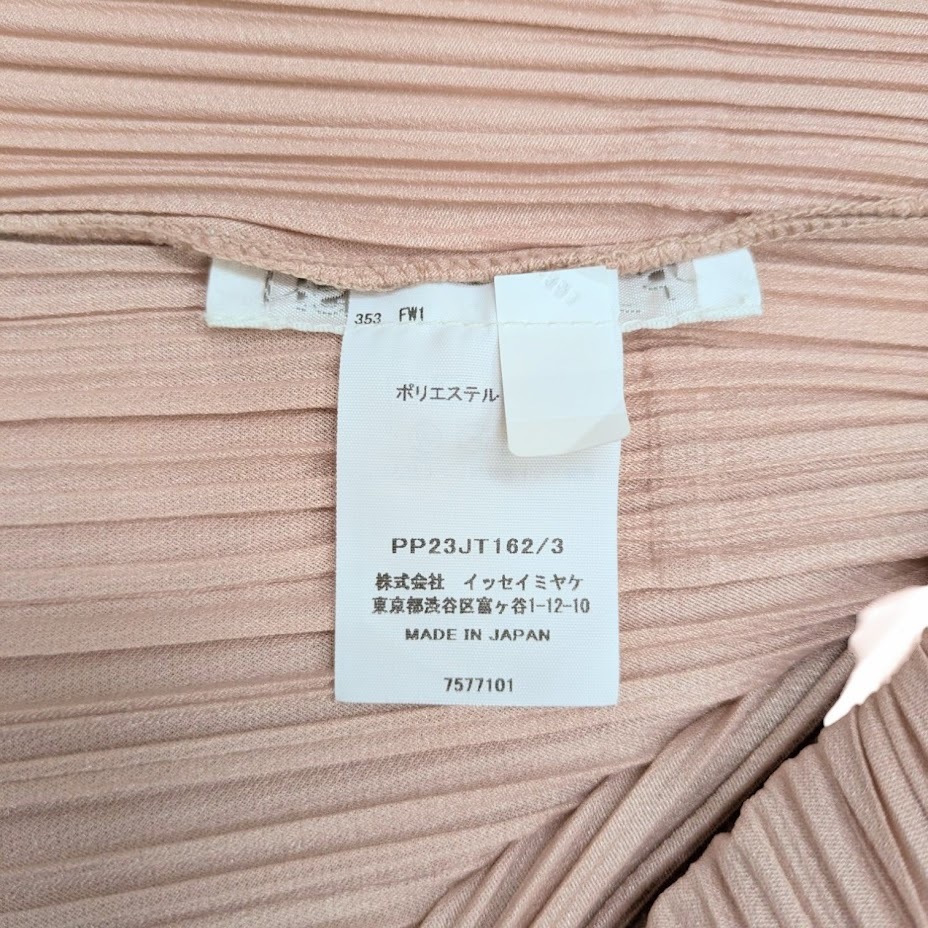 353 FW1
ポリエステル
PP23JT162/3
株式会社 イッセイミヤケ
東京都渋谷区富ヶ谷1-12-10
MADE IN JAPAN
7577101